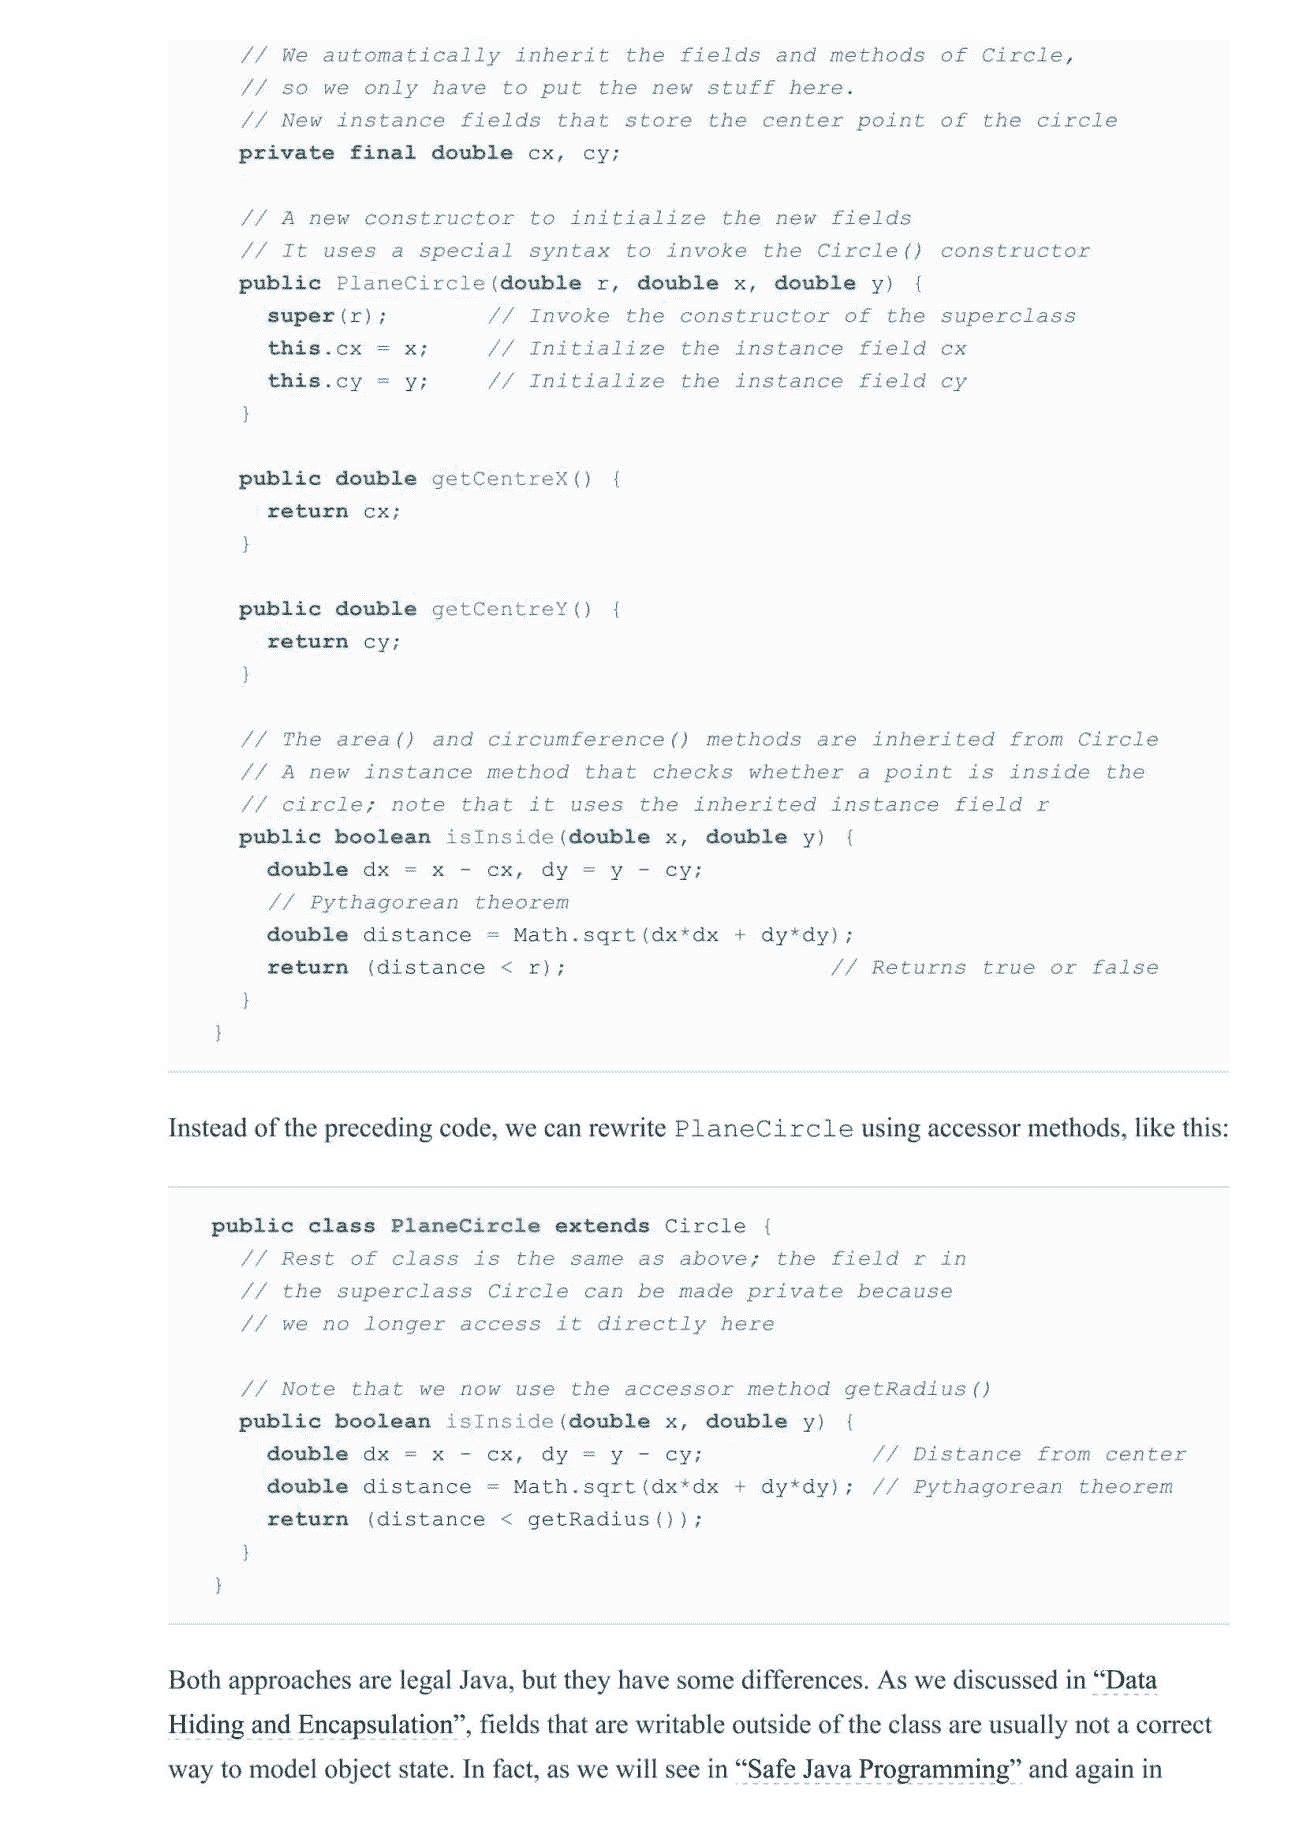 // We automatically inherit the fields and methods of Circle,
// so we only have to put the new stuff here.
// New instance fields that store the center point of the circle
private final double cx, cy;
// A new constructor to initialize the new fields
// It uses a special syntax to invoke the Circle() constructor
public PlaneCircle(double r, double x, double y) {
super(r);       // Invoke the constructor of the superclass
this.cx = x;    // Initialize the instance field cx
this.cy = y;    // Initialize the instance field cy
}
public double getCentreX() {
return cx;
}
public double getCentreY() {
return cy;
}
// The area() and circumference() methods are inherited from Circle
// A new instance method that checks whether a point is inside the
// circle; note that it uses the inherited instance field r
public boolean isInside(double x, double y) {
double dx = x - cx, dy = y - cy;
// Pythagorean theorem
double distance = Math.sqrt(dx*dx + dy*dy);
return (distance < r);                   // Returns true or false
}
}
Instead of the preceding code, we can rewrite PlaneCircle using accessor methods, like this:
public class PlaneCircle extends Circle {
// Rest of class is the same as above; the field r in
// the superclass Circle can be made private because
// we no longer access it directly here
// Note that we now use the accessor method getRadius()
public boolean isInside(double x, double y) {
double dx = x - cx, dy = y - cy;            // Distance from center
double distance = Math.sqrt(dx*dx + dy*dy); // Pythagorean theorem
return (distance < getRadius());
}
}
Both approaches are legal Java, but they have some differences. As we discussed in “Data
Hiding and Encapsulation”, fields that are writable outside of the class are usually not a correct
way to model object state. In fact, as we will see in “Safe Java Programming” and again in